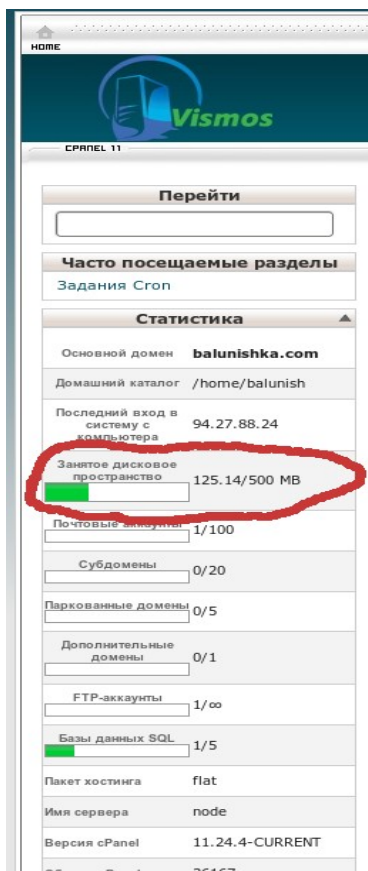 HOME
Vismos
CPANEL 11
Перейти
Часто посещаемые разделы
Задания Cron
Статистика
Основной домен balunishka.com
Домашний каталог /home/balunish
Последний вход в
систему с 94.27.88.24
компьютера
Занятое дисковое
пространство 125.14/500 MB
Почтовые аккаунты 1/100
Субдомены 0/20
Паркованные домены 0/5
Дополнительные
домены 0/1
FTP-аккаунты 1/∞
Базы данных SQL 1/5
Пакет хостинга flat
Имя сервера node
Версия cPanel 11.24.4-CURRENT